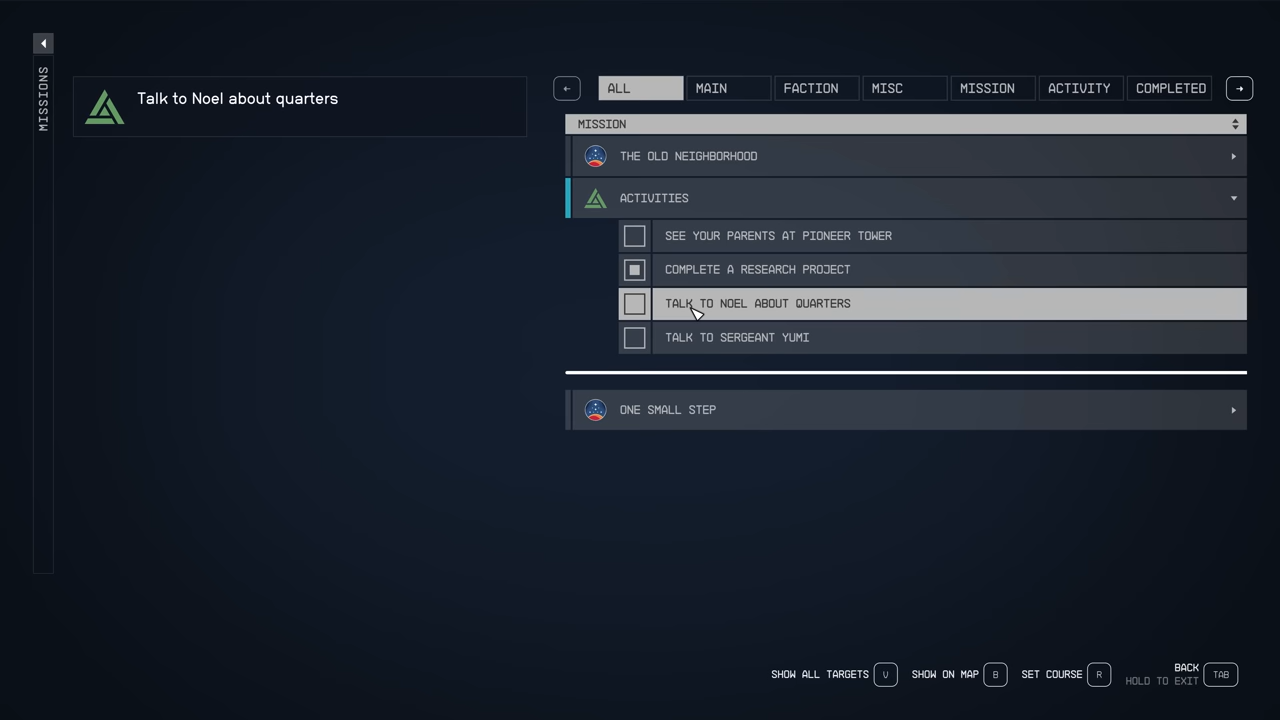 MISSIONS
Talk to Noel about quarters
ALL MAIN FACTION MISC MISSION ACTIVITY COMPLETED
MISSION
THE OLD NEIGHBORHOOD
ACTIVITIES
SEE YOUR PARENTS AT PIONEER TOWER
COMPLETE A RESEARCH PROJECT
TALK TO NOEL ABOUT QUARTERS
TALK TO SERGEANT YUMI
ONE SMALL STEP
SHOW ALL TARGETS V SHOW ON MAP B SET COURSE R BACK TAB
HOLD TO EXIT